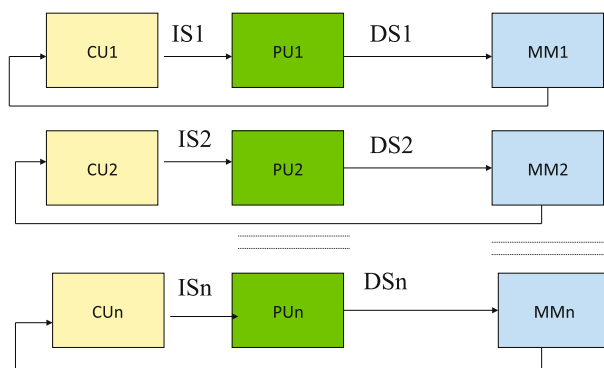 IS1 DS1
CU1 PU1 MM1
IS2 DS2
CU2 PU2 MM2
ISn DSn
CUn PUn MMn